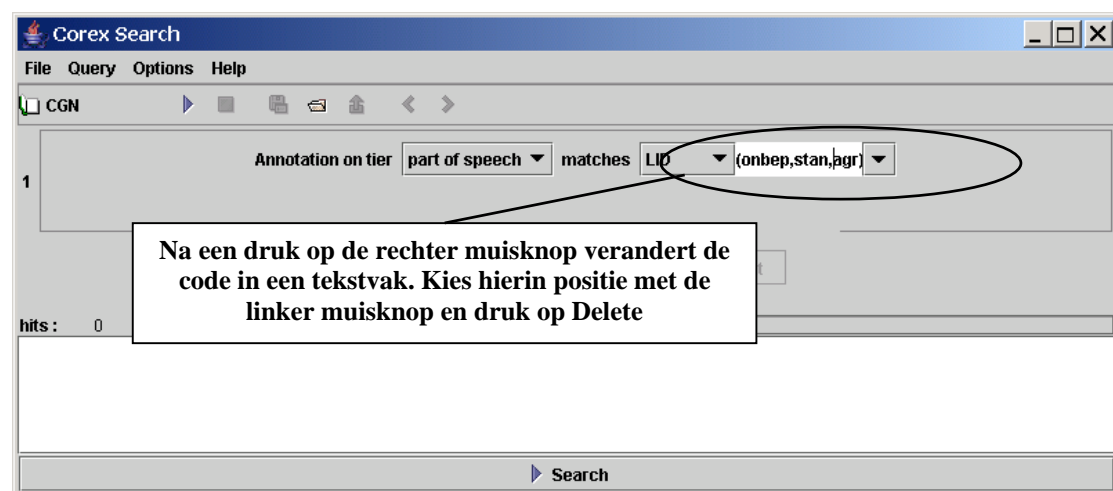 Corex Search
File Query Options Help
CGN
Annotation on tier part of speech matches LID (onbep,stan,agr)
1
Na een druk op de rechter muisknop verandert de
code in een tekstvak. Kies hierin positie met de
linker muisknop en druk op Delete
hits : 0
Search